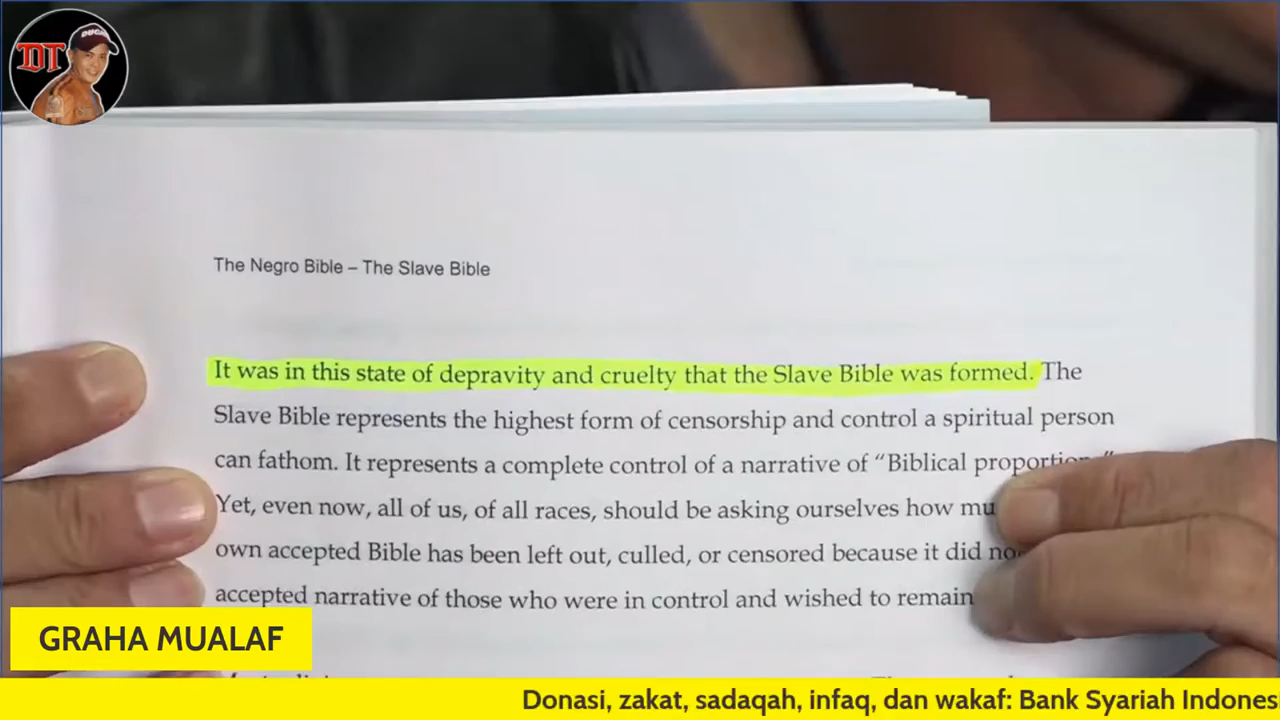 DT
DUCA
The Negro Bible – The Slave Bible
It was in this state of depravity and cruelty that the Slave Bible was formed. The
Slave Bible represents the highest form of censorship and control a spiritual person
can fathom. It represents a complete control of a narrative of “Biblical
Yet, even now, all of us, of all races, should be asking ourselves how
own accepted Bible has been left out, culled, or censored because it did
accepted narrative of those who were in control and wished to remain
GRAHA MUALAF
Donasi, zakat, sadaqah, infaq, dan wakaf: Bank Syariah